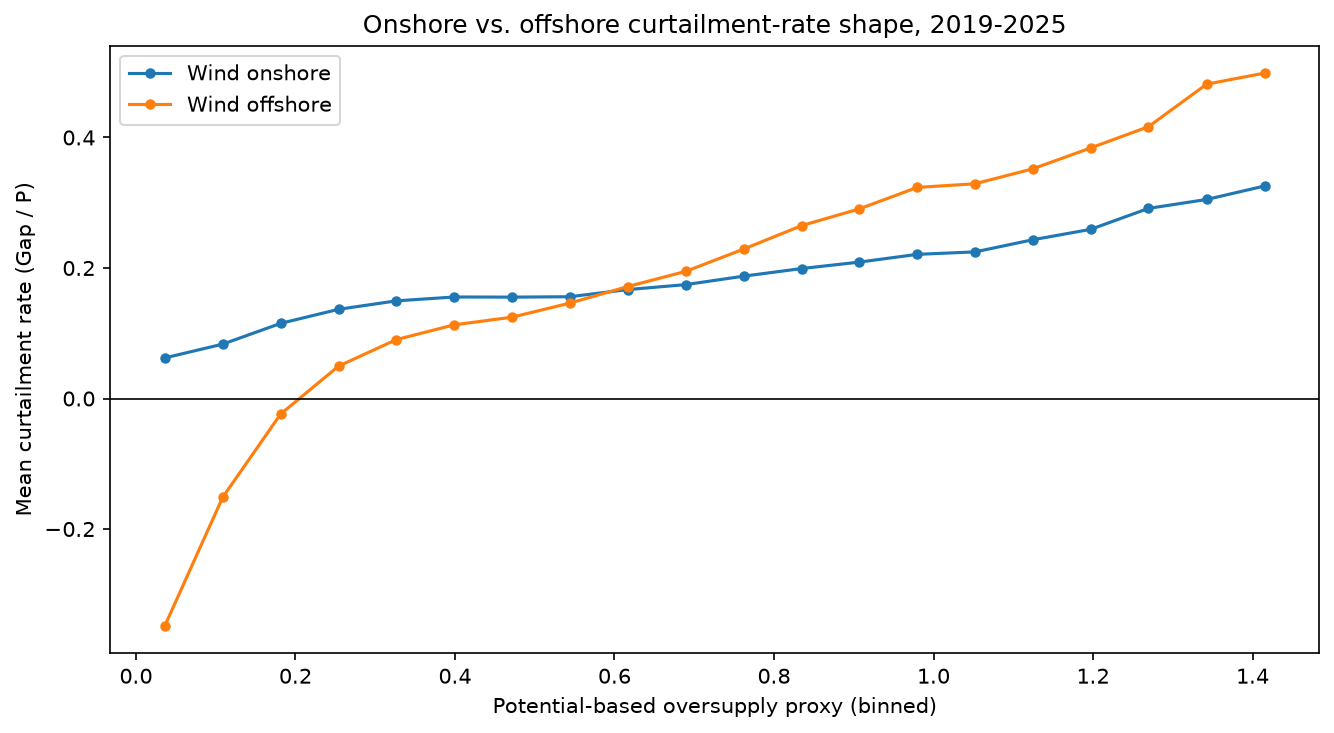 Onshore vs. offshore curtailment-rate shape, 2019-2025
Wind onshore
Wind offshore
Mean curtailment rate (Gap / P)
0.4
0.2
0.0
−0.2
0.0 0.2 0.4 0.6 0.8 1.0 1.2 1.4
Potential-based oversupply proxy (binned)